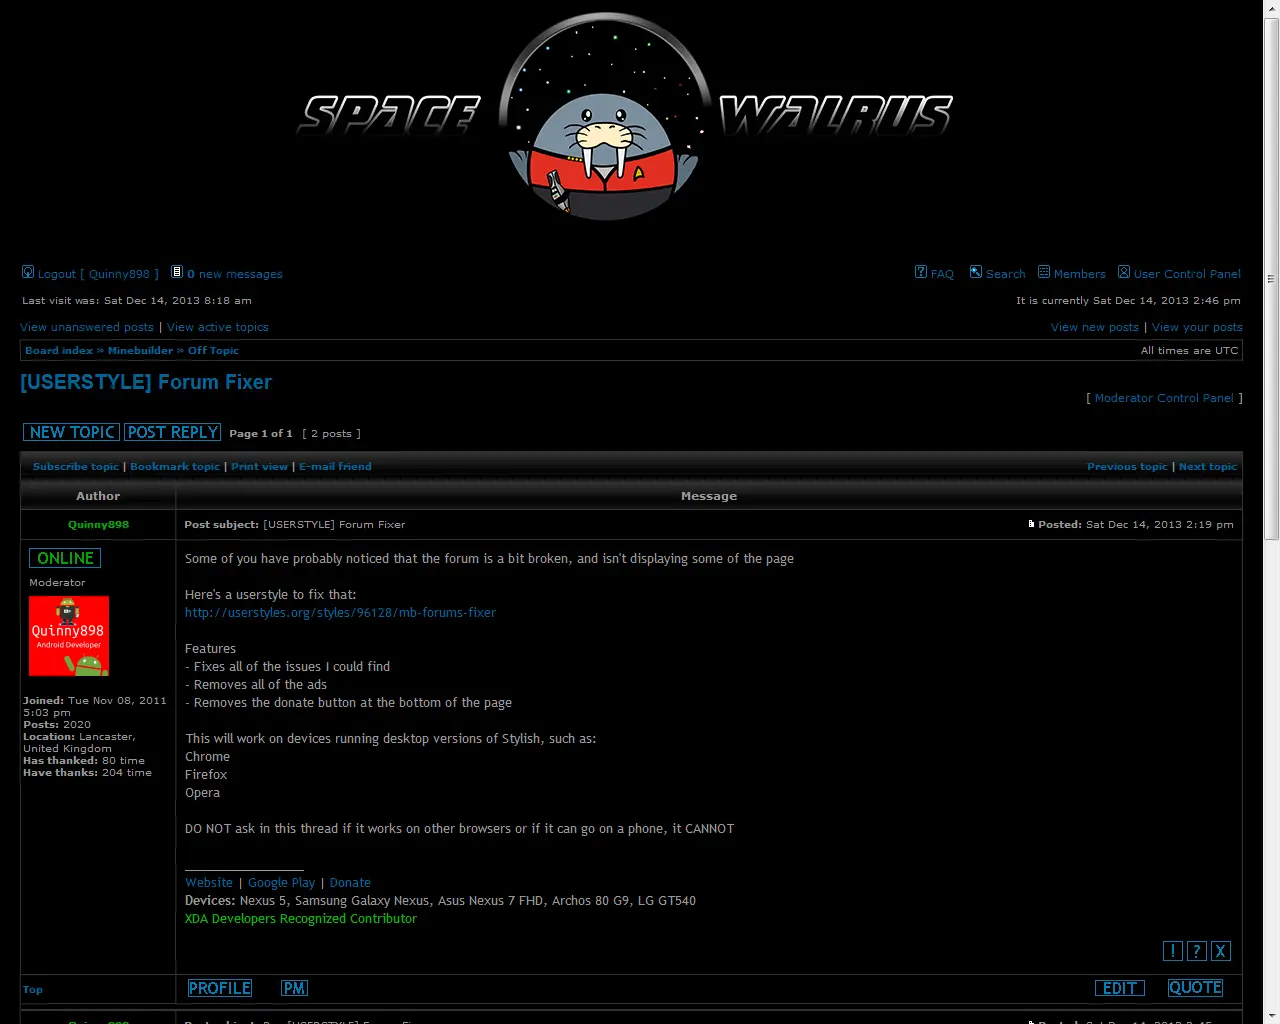 SPACE WALRUS
Logout [ Quinny898 ] 0 new messages
FAQ Search Members User Control Panel
Last visit was: Sat Dec 14, 2013 8:18 am
It is currently Sat Dec 14, 2013 2:46 pm
View unanswered posts | View active topics
View new posts | View your posts
Board index » Minebuilder » Off Topic
All times are UTC
[USERSTYLE] Forum Fixer
[ Moderator Control Panel ]
NEW TOPIC POST REPLY Page 1 of 1 [ 2 posts ]
Subscribe topic | Bookmark topic | Print view | E-mail friend
Previous topic | Next topic
Author Message
Quinny898
Post subject: [USERSTYLE] Forum Fixer
Posted: Sat Dec 14, 2013 2:19 pm
ONLINE
Moderator
Quinny898
Android Developer
Joined: Tue Nov 08, 2011
5:03 pm
Posts: 2020
Location: Lancaster,
United Kingdom
Has thanked: 80 time
Have thanks: 204 time
Some of you have probably noticed that the forum is a bit broken, and isn't displaying some of the page
Here's a userstyle to fix that:
http://userstyles.org/styles/96128/mb-forums-fixer
Features
- Fixes all of the issues I could find
- Removes all of the ads
- Removes the donate button at the bottom of the page
This will work on devices running desktop versions of Stylish, such as:
Chrome
Firefox
Opera
DO NOT ask in this thread if it works on other browsers or if it can go on a phone, it CANNOT
Website | Google Play | Donate
Devices: Nexus 5, Samsung Galaxy Nexus, Asus Nexus 7 FHD, Archos 80 G9, LG GT540
XDA Developers Recognized Contributor
! ? X
Top PROFILE PM EDIT QUOTE